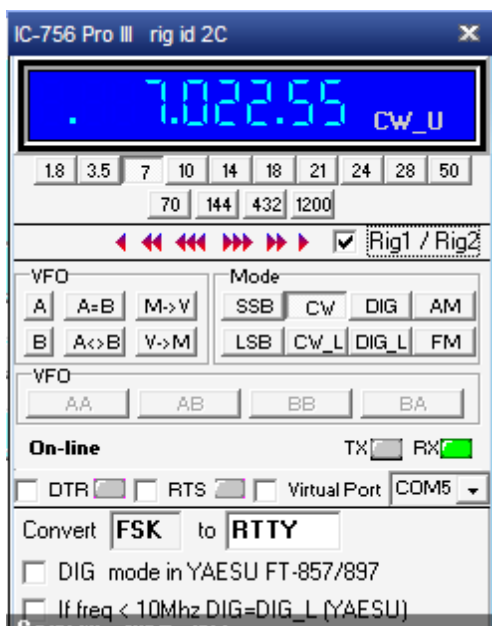 IC-756 Pro III rig id 2C
. 7.022.55 CW_U
1.8 3.5 7 10 14 18 21 24 28 50
70 144 432 1200
Rig1 / Rig2
VFO Mode
A A=B M->V SSB CW DIG AM
B A<>B V->M LSB CW_L DIG_L FM
VFO
AA AB BB BA
On-line TX RX
DTR RTS Virtual Port COM5
Convert FSK to RTTY
DIG mode in YAESU FT-857/897
If freq < 10Mhz DIG=DIG_L (YAESU)